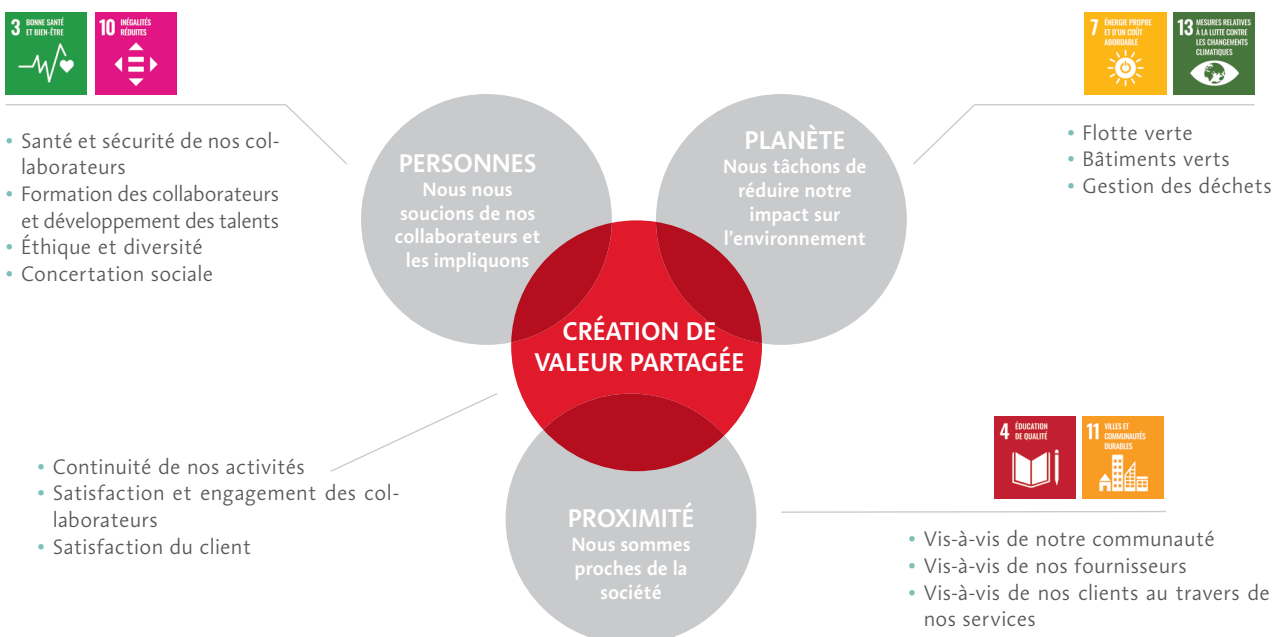 3 BONNE SANTÉ
ET BIEN-ÊTRE
10 INÉGALITÉS
RÉDUITES
• Santé et sécurité de nos col-
laborateurs
• Formation des collaborateurs
et développement des talents
• Éthique et diversité
• Concertation sociale
PERSONNES
Nous nous
soucions de nos
collaborateurs et
les impliquons
PLANÈTE
Nous tâchons de
réduire notre
impact sur
l'environnement
7 ÉNERGIE PROPRE
ET D'UN COÛT
ABORDABLE
13 MESURES RELATIVES
À LA LUTTE CONTRE
LES CHANGEMENTS
CLIMATIQUES
• Flotte verte
• Bâtiments verts
• Gestion des déchets
CRÉATION DE
VALEUR PARTAGÉE
• Continuité de nos activités
• Satisfaction et engagement des col-
laborateurs
• Satisfaction du client
PROXIMITÉ
Nous sommes
proches de la
société
4 ÉDUCATION
DE QUALITÉ
11 VILLES ET
COMMUNAUTÉS
DURABLES
• Vis-à-vis de notre communauté
• Vis-à-vis de nos fournisseurs
• Vis-à-vis de nos clients au travers de
nos services